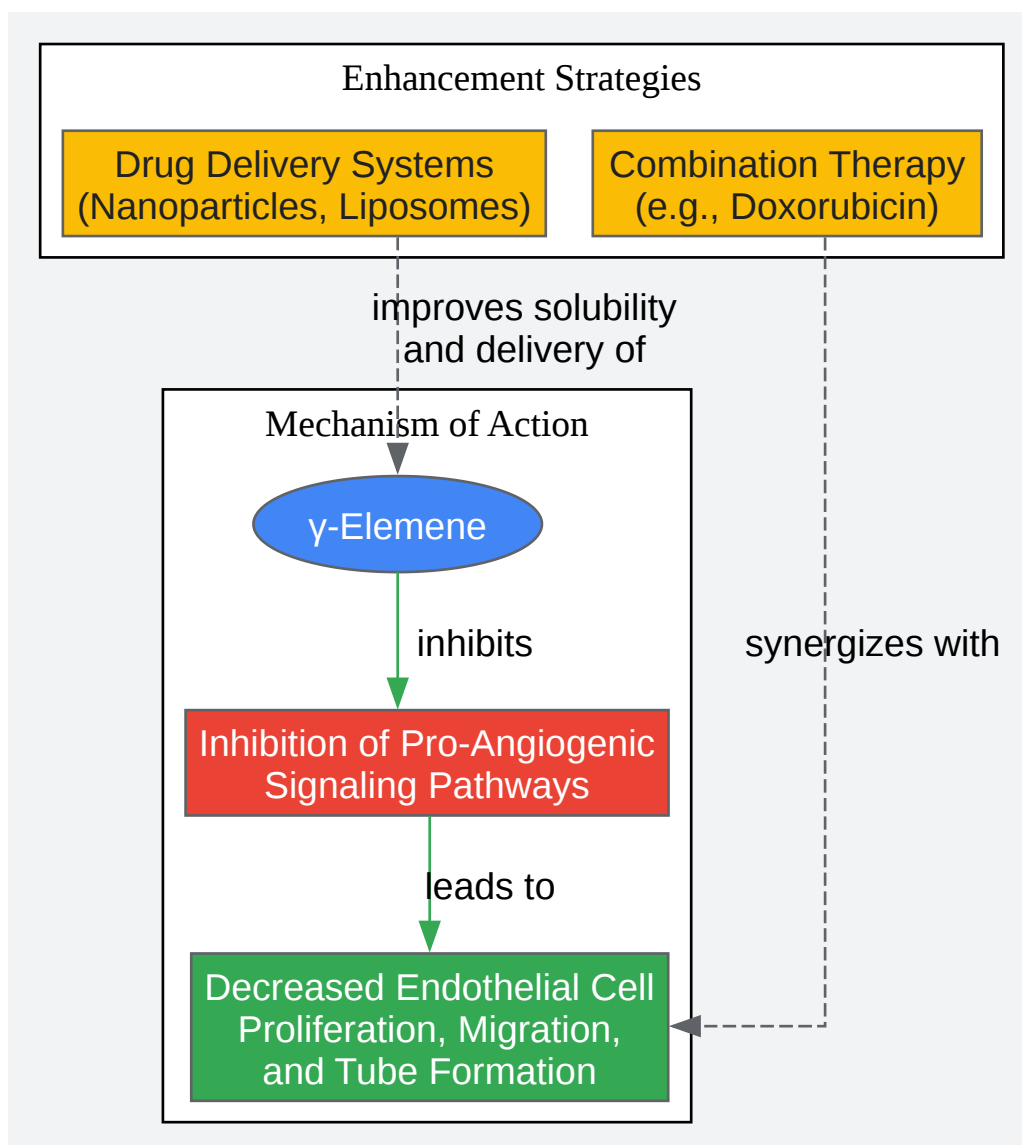 Enhancement Strategies
Drug Delivery Systems
(Nanoparticles, Liposomes)
Combination Therapy
(e.g., Doxorubicin)
improves solubility
and delivery of
Mechanism of Action
γ-Elemene
inhibits
synergizes with
Inhibition of Pro-Angiogenic
Signaling Pathways
leads to
Decreased Endothelial Cell
Proliferation, Migration,
and Tube Formation